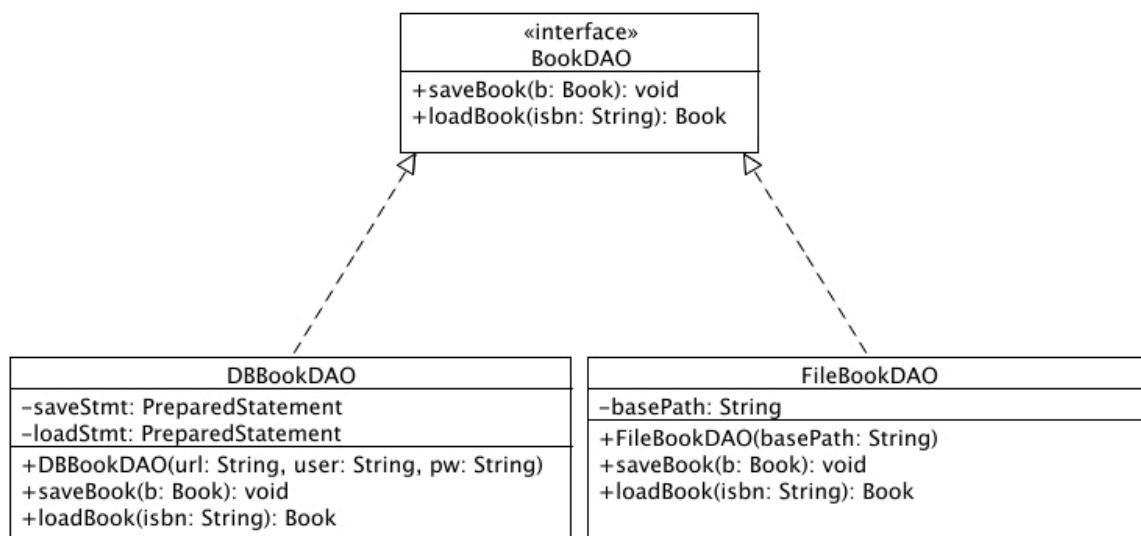 «interface»
BookDAO
+saveBook(b: Book): void
+loadBook(isbn: String): Book
DBBookDAO
-saveStmt: PreparedStatement
-loadStmt: PreparedStatement
+DBBookDAO(url: String, user: String, pw: String)
+saveBook(b: Book): void
+loadBook(isbn: String): Book
FileBookDAO
-basePath: String
+FileBookDAO(basePath: String)
+saveBook(b: Book): void
+loadBook(isbn: String): Book